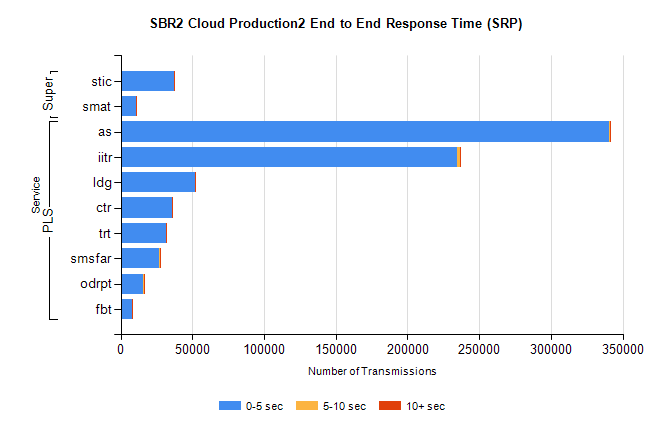 SBR2 Cloud Production2 End to End Response Time (SRP)
Super
stic
smat
Service
PLS
as
iitr
ldg
ctr
trt
smsfar
odrpt
fbt
0 50000 100000 150000 200000 250000 300000 350000
Number of Transmissions
0-5 sec 5-10 sec 10+ sec